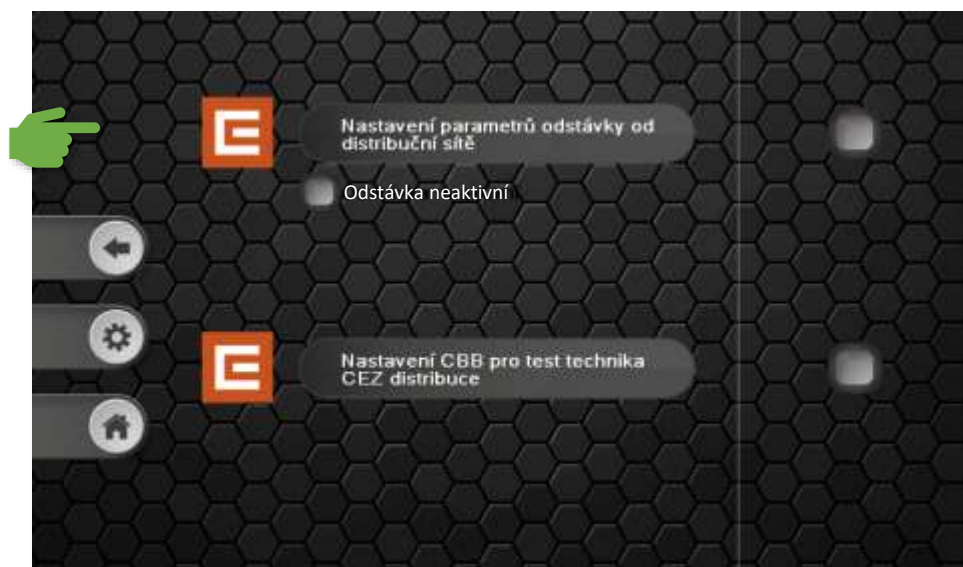 Nastavení parametrů odstávky od
distribuční sítě
Odstávka neaktivní
Nastavení CBB pro test technika
CEZ distribuce